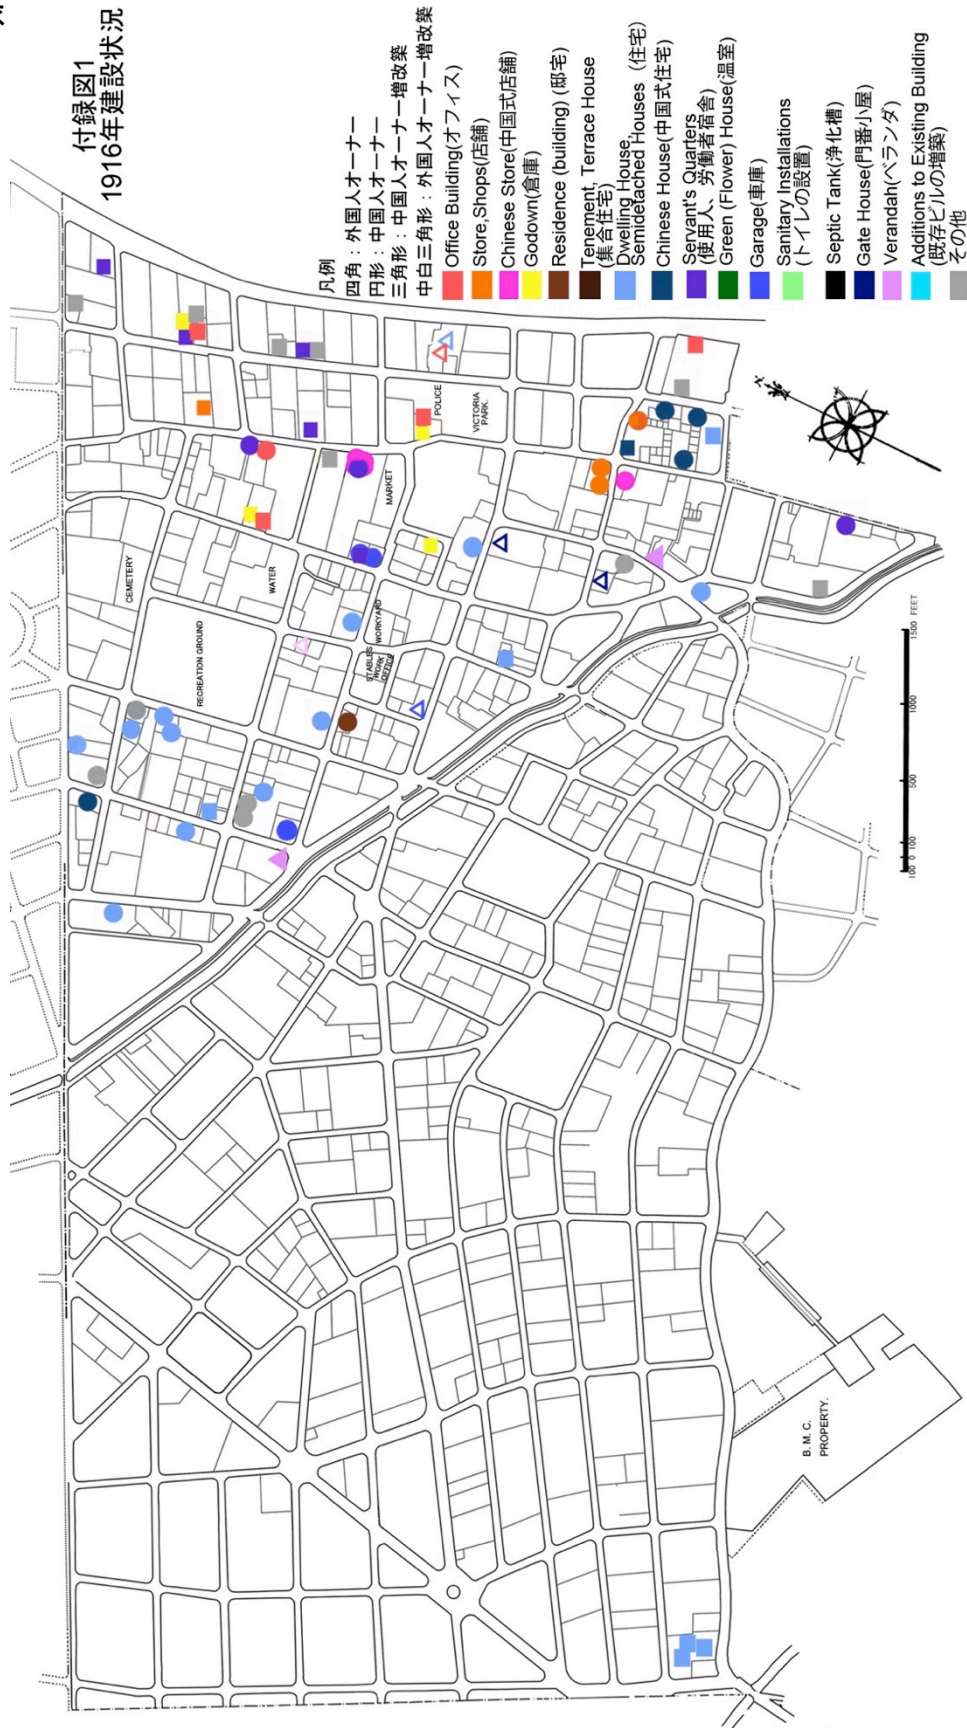 付録図1
1916年建設状況
凡例
四角：外国人オーナー
円形：中国人オーナー
三角形：中国人オーナー増改築
中白三角形：外国人オーナー増改築
Office Building(オフィス)
Store,Shops(店舗)
Chinese Store(中国式店舗)
Godown(倉庫)
Residence (building) (邸宅)
Tenement, Terrace House
(集合住宅)
Dwelling House,
Semidetached Houses（住宅）
Chinese House(中国式住宅)
Servant's Quarters
(使用人、労働者宿舎)
Green (Flower) House(温室)
Garage(車庫)
Sanitary Installations
(トイレの設置)
Septic Tank(浄化槽)
Gate House(門番小屋)
Verandah(ベランダ)
Additions to Existing Building
(既存ビルの増築)
その他
POLICE
VICTORIA
PARK.
MARKET
CEMETERY
WATER
RECREATION GROUND
WORKYARD
STABLES
WORK
OFFICE
N.
100 0 100
500
1000
1500
FEET
B. M. C.
PROPERTY.